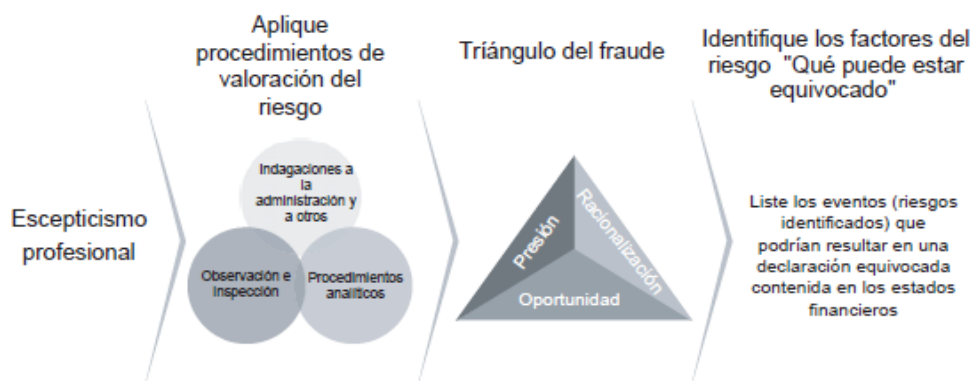 Escepticismo
profesional
Aplique
procedimientos de
valoración del
riesgo
Indagaciones a
la
administración y
a otros
Observación e
Inspección
Procedimientos
analíticos
Tríángulo del fraude
Presión
Racionalización
Oportunidad
Identifique los factores del
riesgo "Qué puede estar
equivocado"
Liste los eventos (riesgos
identificados) que
podrían resultar en una
declaración equivocada
contenida en los estados
financieros